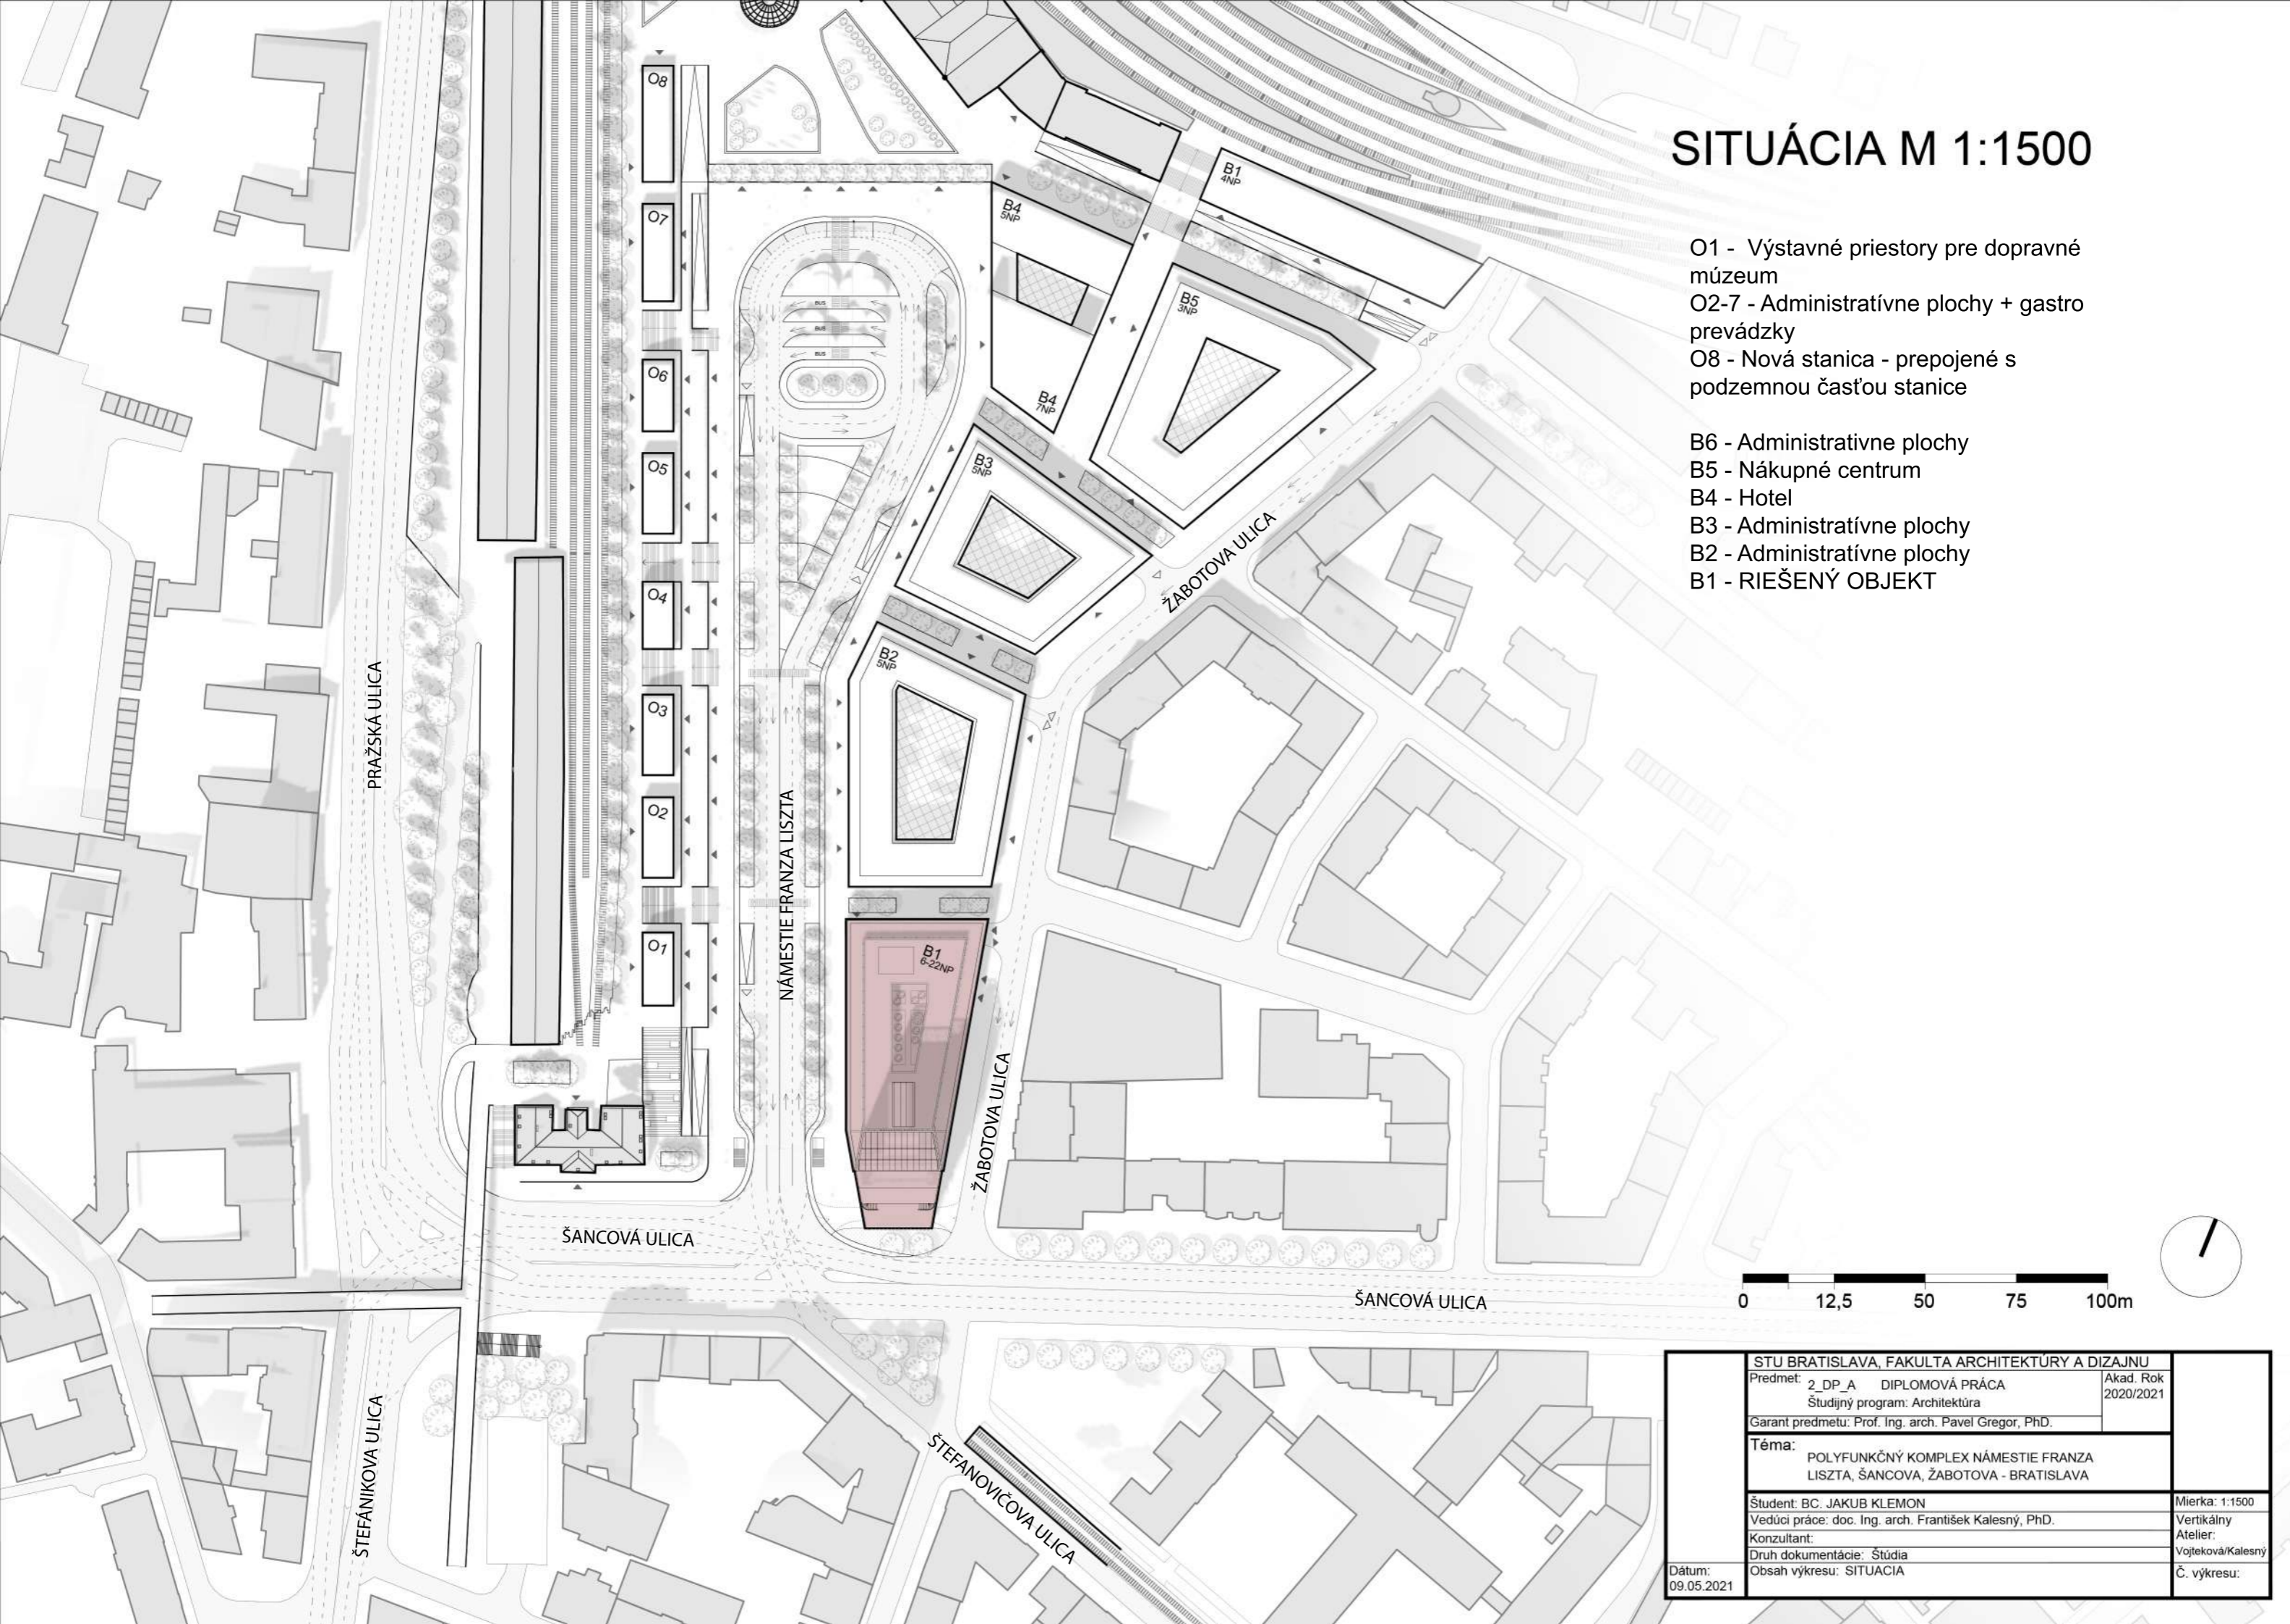 SITUÁCIA M 1:1500
O1 - Výstavné priestory pre dopravné
múzeum
O2-7 - Administratívne plochy + gastro
prevádzky
O8 - Nová stanica - prepojené s
podzemnou časťou stanice
B6 - Administrativne plochy
B5 - Nákupné centrum
B4 - Hotel
B3 - Administratívne plochy
B2 - Administratívne plochy
B1 - RIEŠENÝ OBJEKT
O8
O7
O6
O5
O4
O3
O2
O1
BUS
BUS
BUS
B1
4NP
B4
5NP
B5
3NP
B4
7NP
B3
5NP
B2
5NP
B1
6-22NP
PRAŽSKÁ ULICA
NÁMESTIE FRANZA LISZTA
ŽABOTOVA ULICA
ŽABOTOVA ULICA
ŠANCOVÁ ULICA
ŠANCOVÁ ULICA
ŠTEFÁNIKOVA ULICA
ŠTEFANOVIČOVA ULICA
0 12,5 50 75 100m
STU BRATISLAVA, FAKULTA ARCHITEKTÚRY A DIZAJNU
Predmet: 2_DP_A DIPLOMOVÁ PRÁCA
Študijný program: Architektúra
Akad. Rok
2020/2021
Garant predmetu: Prof. Ing. arch. Pavel Gregor, PhD.
Téma:
POLYFUNKČNÝ KOMPLEX NÁMESTIE FRANZA
LISZTA, ŠANCOVA, ŽABOTOVA - BRATISLAVA
Študent: BC. JAKUB KLEMON
Mierka: 1:1500
Vedúci práce: doc. Ing. arch. František Kalesný, PhD.
Vertikálny
Atelier:
Vojteková/Kalesný
Konzultant:
Druh dokumentácie: Štúdia
Dátum:
09.05.2021
Obsah výkresu: SITUACIA
Č. výkresu: